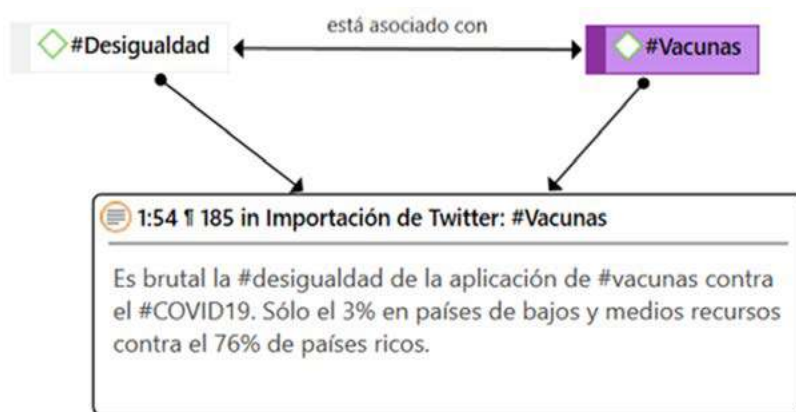 está asociado con
#Desigualdad
#Vacunas
1:54 ¶ 185 in Importación de Twitter: #Vacunas
Es brutal la #desigualdad de la aplicación de #vacunas contra
el #COVID19. Sólo el 3% en países de bajos y medios recursos
contra el 76% de países ricos.